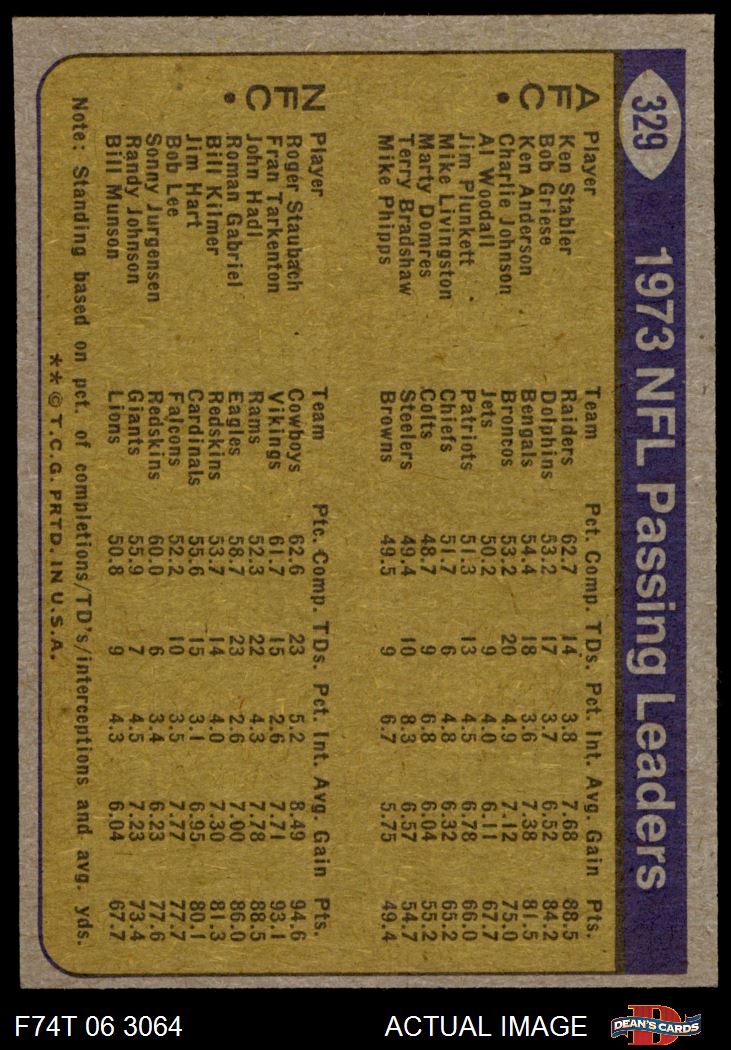 329
1973 NFL Passing Leaders
AFC •
Player Team Pct. Comp. TDs. Pct. Int. Avg. Gain Pts.
Ken Stabler Raiders 62.7 14 3.8 7.68 88.5
Bob Griese Dolphins 53.2 17 3.7 6.52 84.2
Ken Anderson Bengals 54.4 18 3.6 7.38 81.5
Charlie Johnson Broncos 53.2 20 4.9 7.12 75.0
Al Woodall Jets 50.2 9 4.0 6.11 67.7
Jim Plunkett Patriots 51.3 13 4.5 6.78 66.0
Mike Livingston Chiefs 51.7 6 4.8 6.32 65.2
Marty Domres Colts 48.7 9 6.8 6.04 55.2
Terry Bradshaw Steelers 49.4 10 8.3 6.57 54.7
Mike Phipps Browns 49.5 9 6.7 5.75 49.4
NFC •
Player Team Ptc. Comp. TDs. Pct. Int. Avg. Gain Pts.
Roger Staubach Cowboys 62.6 23 5.2 8.49 94.6
Fran Tarkenton Vikings 61.7 15 2.6 7.71 93.1
John Hadl Rams 52.3 22 4.3 7.78 88.5
Roman Gabriel Eagles 58.7 23 2.6 7.00 86.0
Bill Kilmer Redskins 53.7 14 4.0 7.30 81.3
Jim Hart Cardinals 55.6 15 3.1 6.95 80.1
Bob Lee Falcons 52.2 10 3.5 7.77 77.7
Sonny Jurgensen Redskins 60.0 6 3.4 6.23 77.6
Randy Johnson Giants 55.9 7 4.5 7.23 73.4
Bill Munson Lions 50.8 9 4.3 6.04 67.7
Note: Standing based on pct. of completions/TD's/interceptions and avg. yds.
**© T.C.G. PRTD. IN U.S.A.
F74T 06 3064 ACTUAL IMAGE
D
DEAN'S CARDS